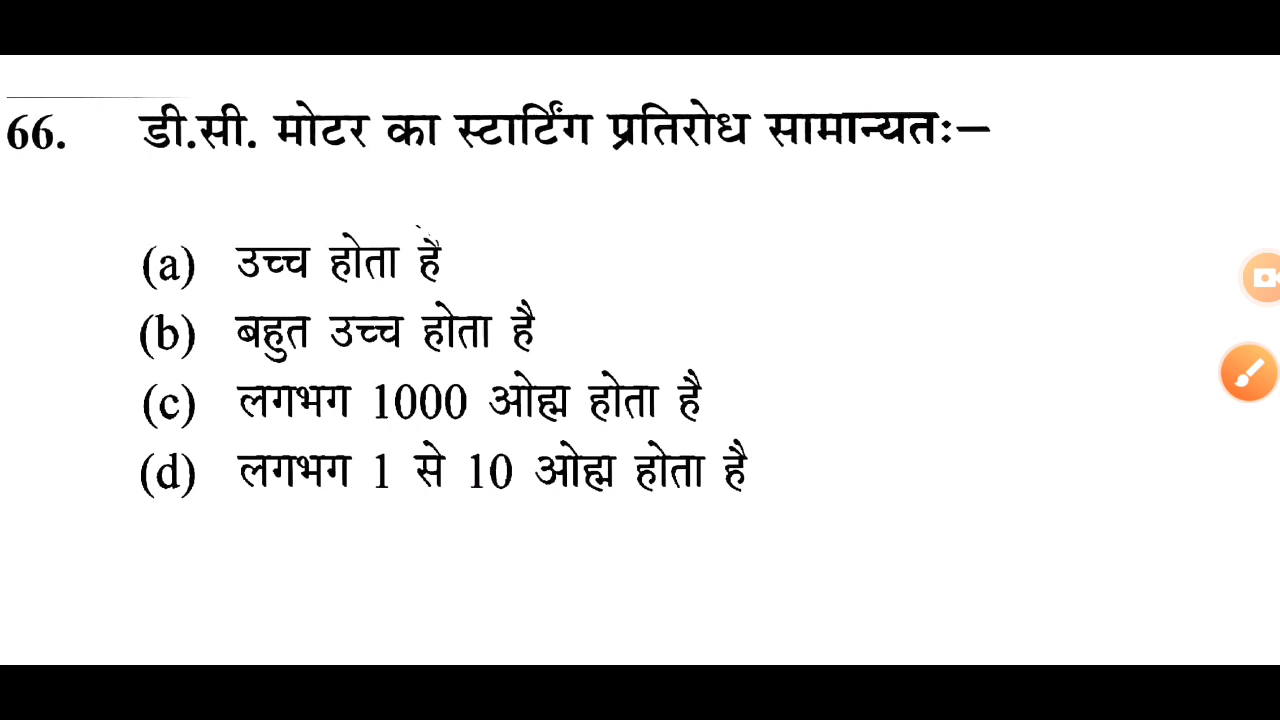 66. डी.सी. मोटर का स्टार्टिंग प्रतिरोध सामान्यतः–
(a) उच्च होता है
(b) बहुत उच्च होता है
(c) लगभग 1000 ओह्म होता है
(d) लगभग 1 से 10 ओह्म होता है